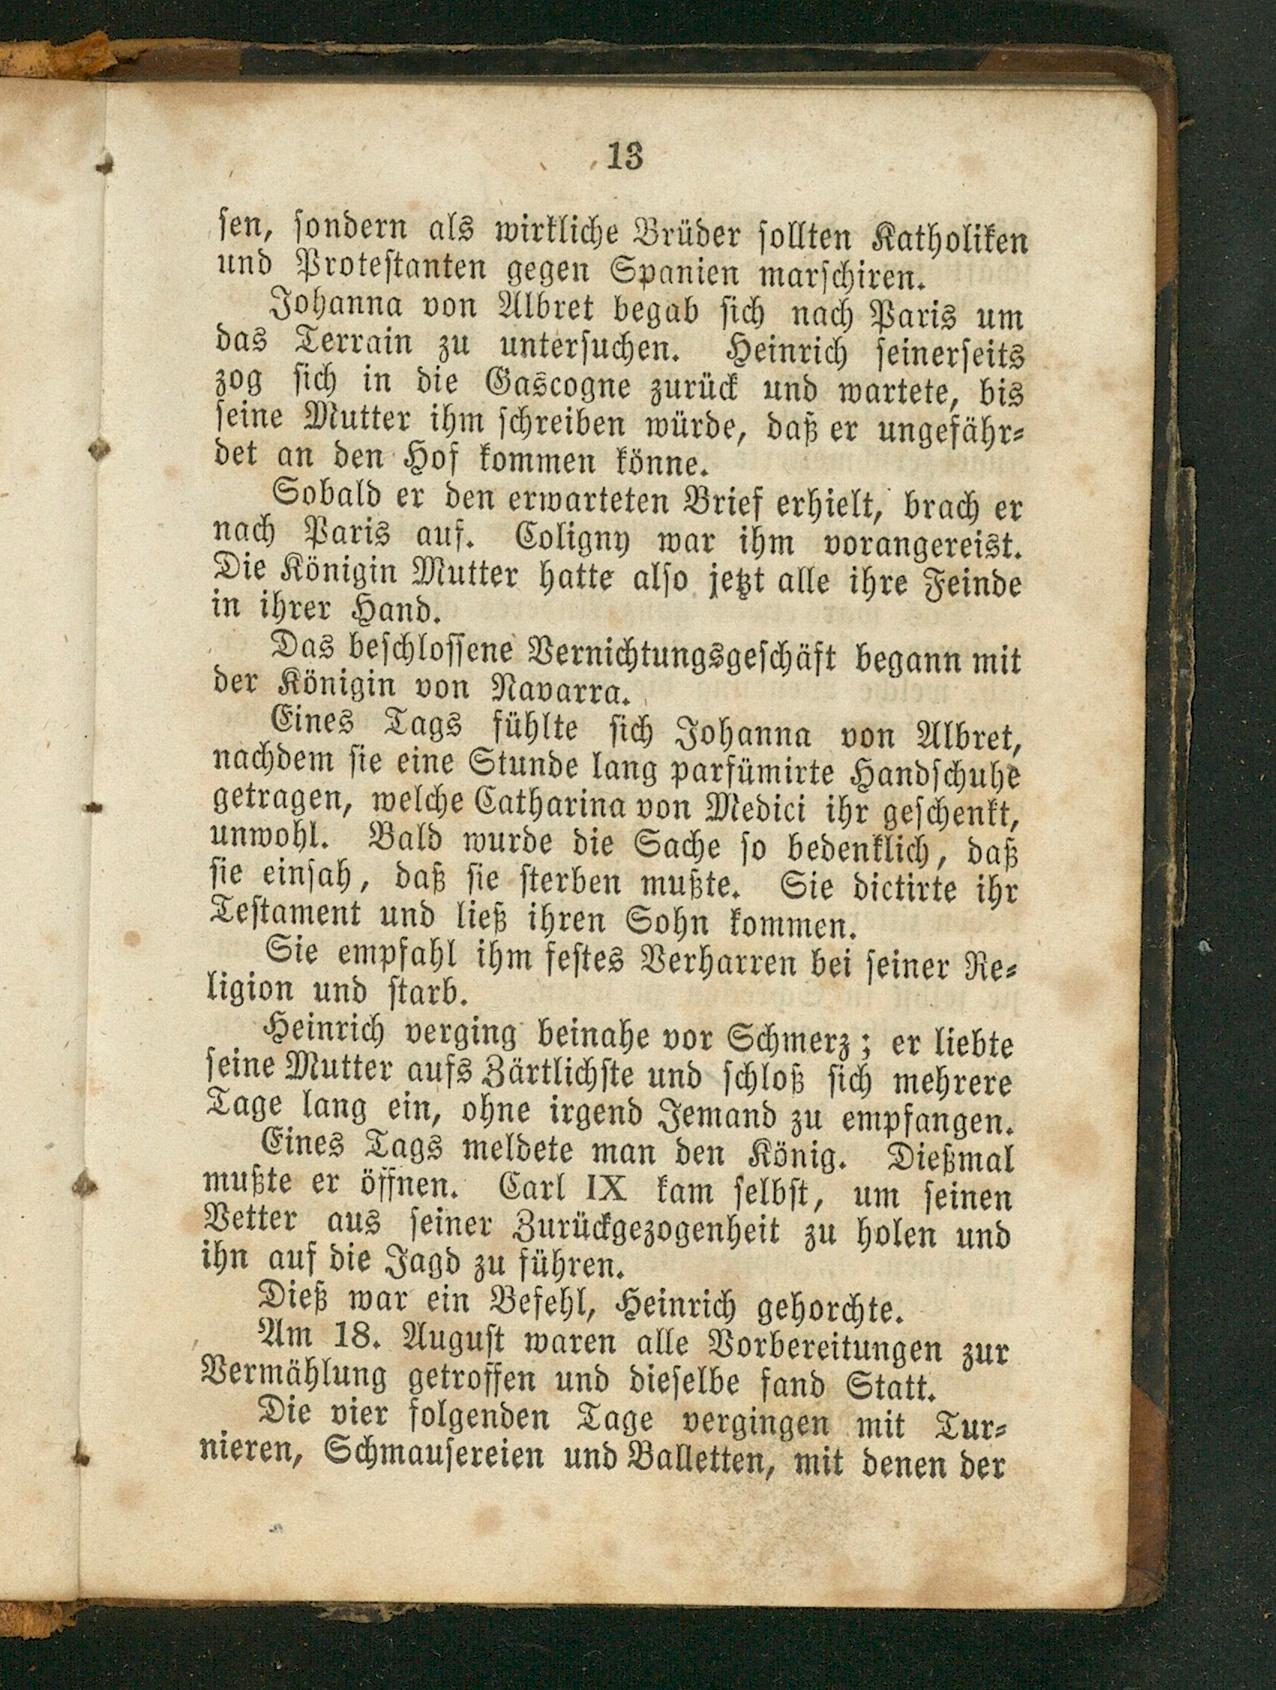 13
sen, sondern als wirkliche Brüder sollten Katholiken
und Protestanten gegen Spanien marschiren.
Johanna von Albret begab sich nach Paris um
das Terrain zu untersuchen. Heinrich seinerseits
zog sich in die Gascogne zurück und wartete, bis
seine Mutter ihm schreiben würde, daß er ungefähr-
det an den Hof kommen könne.
Sobald er den erwarteten Brief erhielt, brach er
nach Paris auf. Coligny war ihm vorangereist.
Die Königin Mutter hatte also jetzt alle ihre Feinde
in ihrer Hand.
Das beschlossene Vernichtungsgeschäft begann mit
der Königin von Navarra.
Eines Tags fühlte sich Johanna von Albret,
nachdem sie eine Stunde lang parfümirte Handschuhe
getragen, welche Catharina von Medici ihr geschenkt,
unwohl. Bald wurde die Sache so bedenklich, daß
sie einsah, daß sie sterben mußte. Sie dictirte ihr
Testament und ließ ihren Sohn kommen.
Sie empfahl ihm festes Verharren bei seiner Re-
ligion und starb.
Heinrich verging beinahe vor Schmerz; er liebte
seine Mutter aufs Zärtlichste und schloß sich mehrere
Tage lang ein, ohne irgend Jemand zu empfangen.
Eines Tags meldete man den König. Dießmal
mußte er öffnen. Carl IX kam selbst, um seinen
Vetter aus seiner Zurückgezogenheit zu holen und
ihn auf die Jagd zu führen.
Dieß war ein Befehl, Heinrich gehorchte.
Am 18. August waren alle Vorbereitungen zur
Vermählung getroffen und dieselbe fand Statt.
Die vier folgenden Tage vergingen mit Tur-
nieren, Schmausereien und Balletten, mit denen der